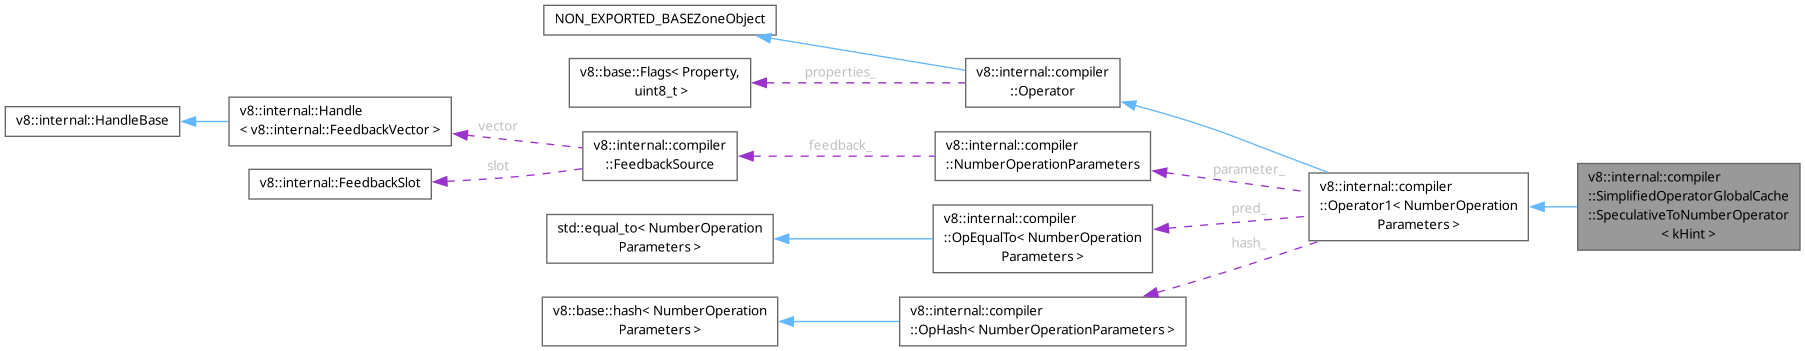 NON_EXPORTED_BASEZoneObject
v8::base::Flags< Property,
uint8_t >
properties_
v8::internal::compiler
::Operator
v8::internal::HandleBase
v8::internal::Handle
< v8::internal::FeedbackVector >
vector
v8::internal::FeedbackSlot
slot
v8::internal::compiler
::FeedbackSource
feedback_
v8::internal::compiler
::NumberOperationParameters
parameter_
std::equal_to< NumberOperation
Parameters >
v8::internal::compiler
::OpEqualTo< NumberOperation
Parameters >
pred_
hash_
v8::base::hash< NumberOperation
Parameters >
v8::internal::compiler
::OpHash< NumberOperationParameters >
v8::internal::compiler
::Operator1< NumberOperation
Parameters >
v8::internal::compiler
::SimplifiedOperatorGlobalCache
::SpeculativeToNumberOperator
< kHint >